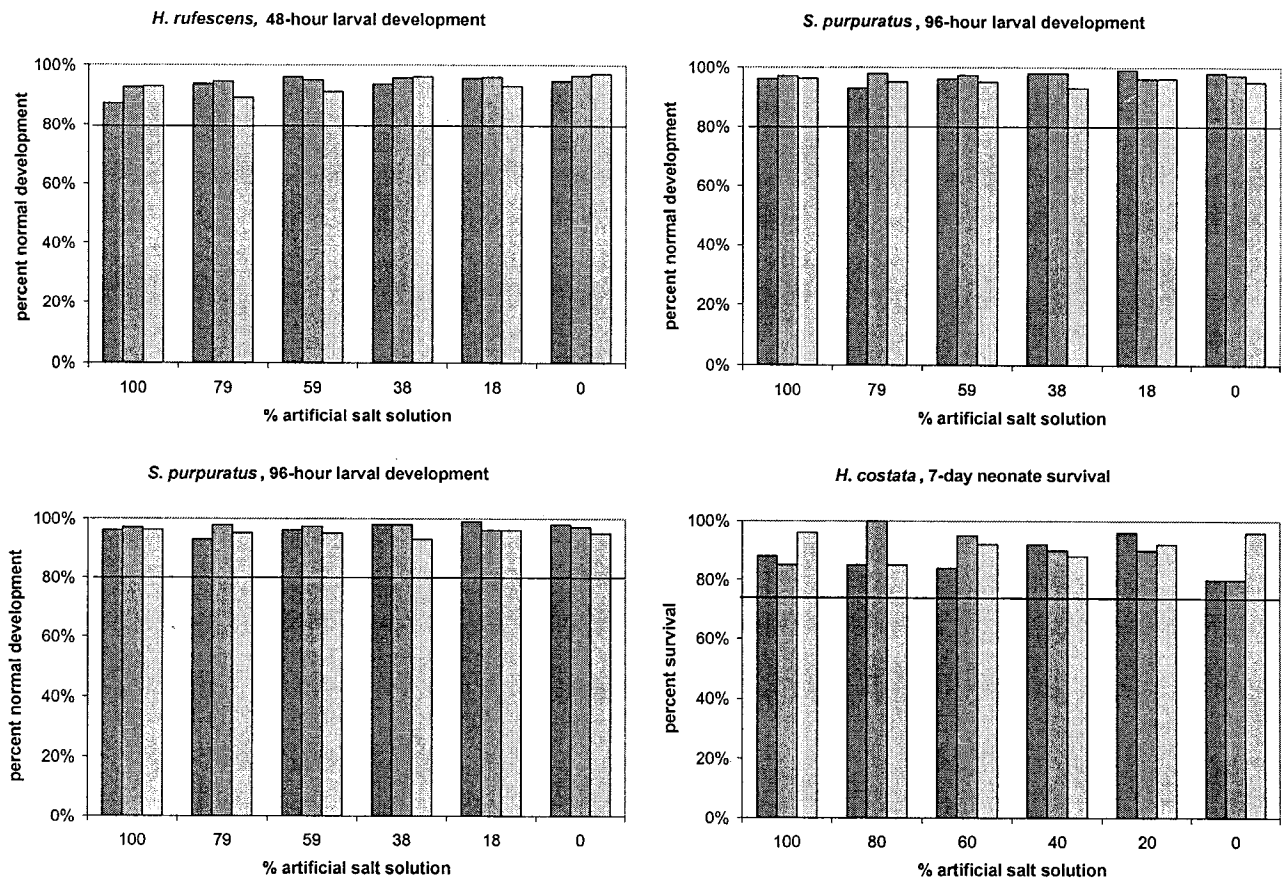 H. rufescens, 48-hour larval development
100%
80%
60%
40%
20%
0%
percent normal development
100 79 59 38 18 0
% artificial salt solution
S. purpuratus, 96-hour larval development
100%
80%
60%
40%
20%
0%
percent normal development
100 79 59 38 18 0
% artificial salt solution
S. purpuratus, 96-hour larval development
100%
80%
60%
40%
20%
0%
percent normal development
100 79 59 38 18 0
% artificial salt solution
H. costata, 7-day neonate survival
100%
80%
60%
40%
20%
0%
percent survival
100 80 60 40 20 0
% artificial salt solution